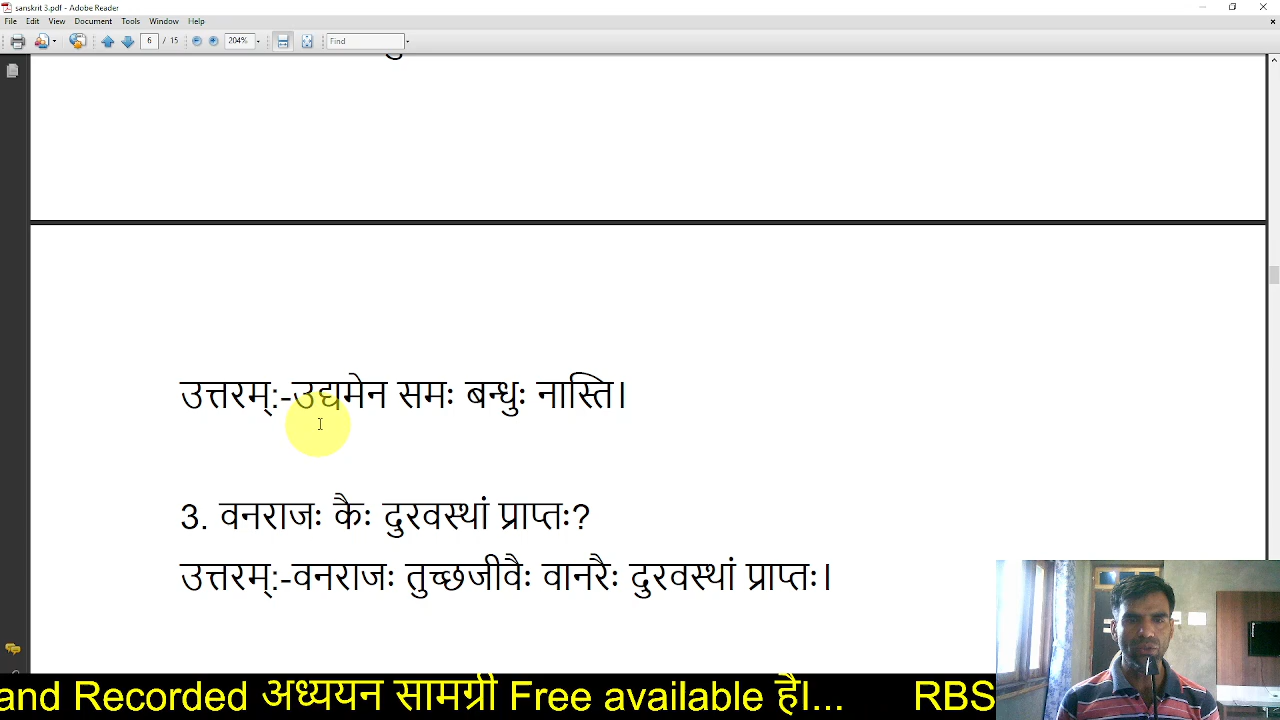 sanskrit 3.pdf - Adobe Reader
File Edit View Document Tools Window Help
6 / 15 204% Find
उत्तरम्:-उद्यमेन समः बन्धुः नास्ति।
3. वनराजः कैः दुरवस्थां प्राप्तः?
उत्तरम्:-वनराजः तुच्छजीवैः वानरैः दुरवस्थां प्राप्तः।
and Recorded अध्ययन सामग्री Free available है।... RBS